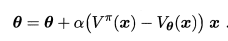 𝜽 = 𝜽 + α(V^π(𝒙) − V_𝜽(𝒙)) 𝒙 .